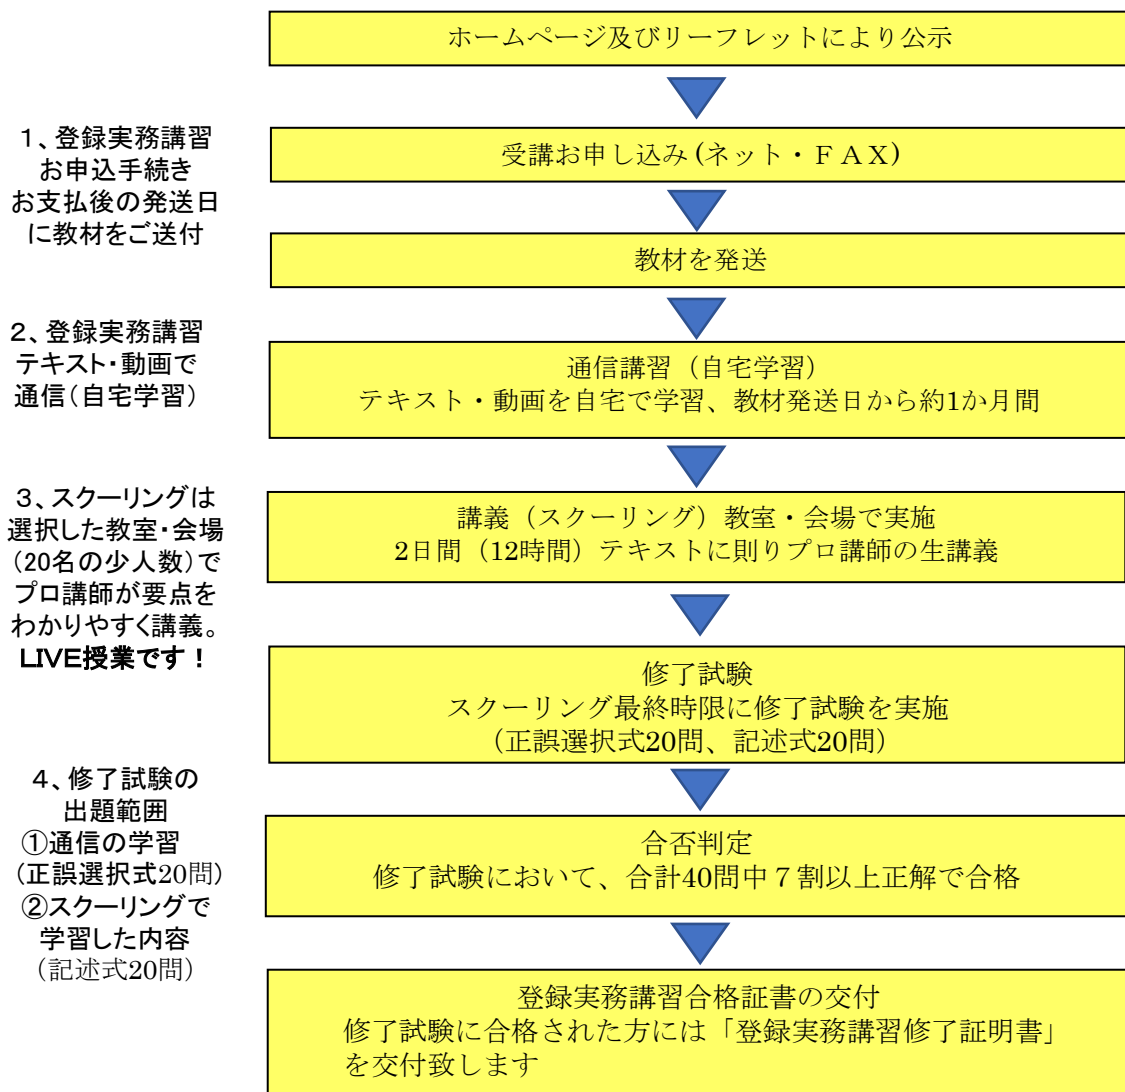 ホームページ及びリーフレットにより公示
1、登録実務講習
お申込手続き
お支払後の発送日
に教材をご送付
受講お申し込み(ネット・ＦＡＸ)
教材を発送
2、登録実務講習
テキスト・動画で
通信(自宅学習)
通信講習（自宅学習）
テキスト・動画を自宅で学習、教材発送日から約1か月間
3、スクーリングは
選択した教室・会場
(20名の少人数)で
プロ講師が要点を
わかりやすく講義。
LIVE授業です！
講義（スクーリング）教室・会場で実施
2日間（12時間）テキストに則りプロ講師の生講義
修了試験
スクーリング最終時限に修了試験を実施
（正誤選択式20問、記述式20問）
4、修了試験の
出題範囲
①通信の学習
(正誤選択式20問)
②スクーリングで
学習した内容
（記述式20問）
合否判定
修了試験において、合計40問中７割以上正解で合格
登録実務講習合格証書の交付
修了試験に合格された方には「登録実務講習修了証明書」
を交付致します